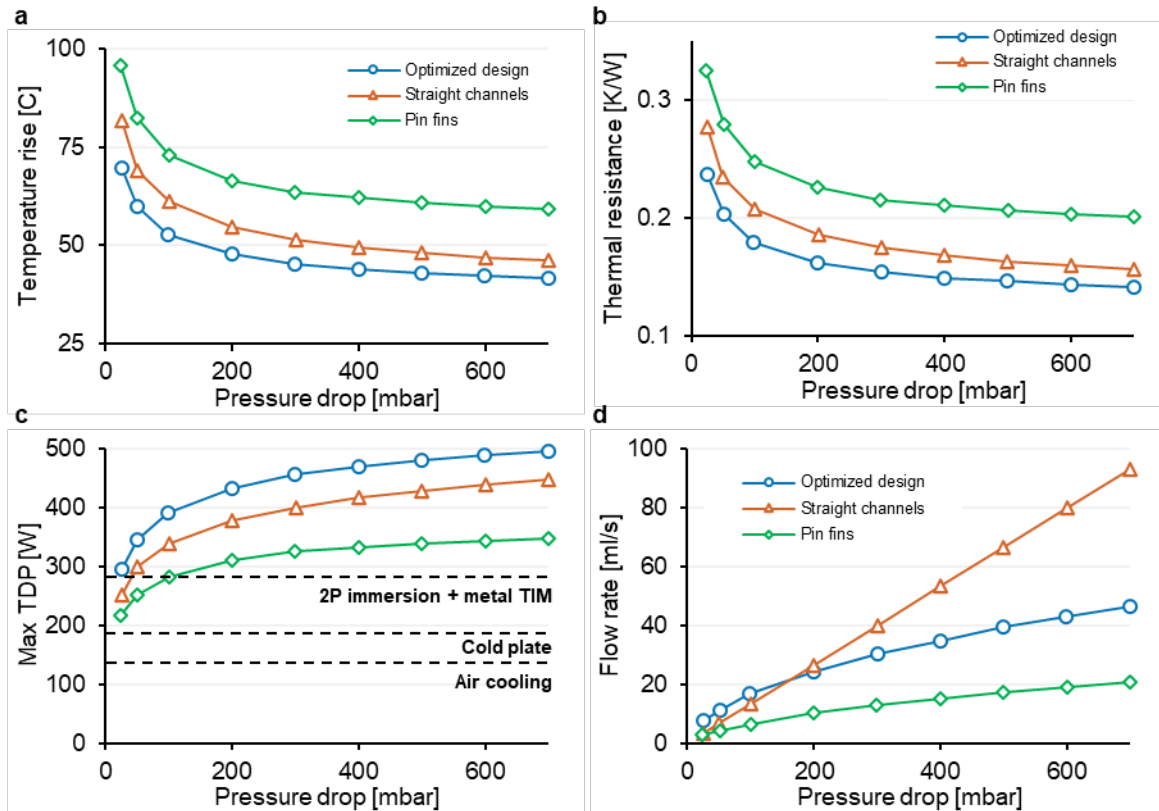 a
Temperature rise [C]
100
75
50
25
0
200
400
600
Pressure drop [mbar]
Optimized design
Straight channels
Pin fins
b
Thermal resistance [K/W]
0.3
0.2
0.1
0
200
400
600
Pressure drop [mbar]
Optimized design
Straight channels
Pin fins
c
Max TDP [W]
500
400
300
200
100
0
2P immersion + metal TIM
Cold plate
Air cooling
0
200
400
600
Pressure drop [mbar]
d
Flow rate [ml/s]
100
80
60
40
20
0
Optimized design
Straight channels
Pin fins
0
200
400
600
Pressure drop [mbar]